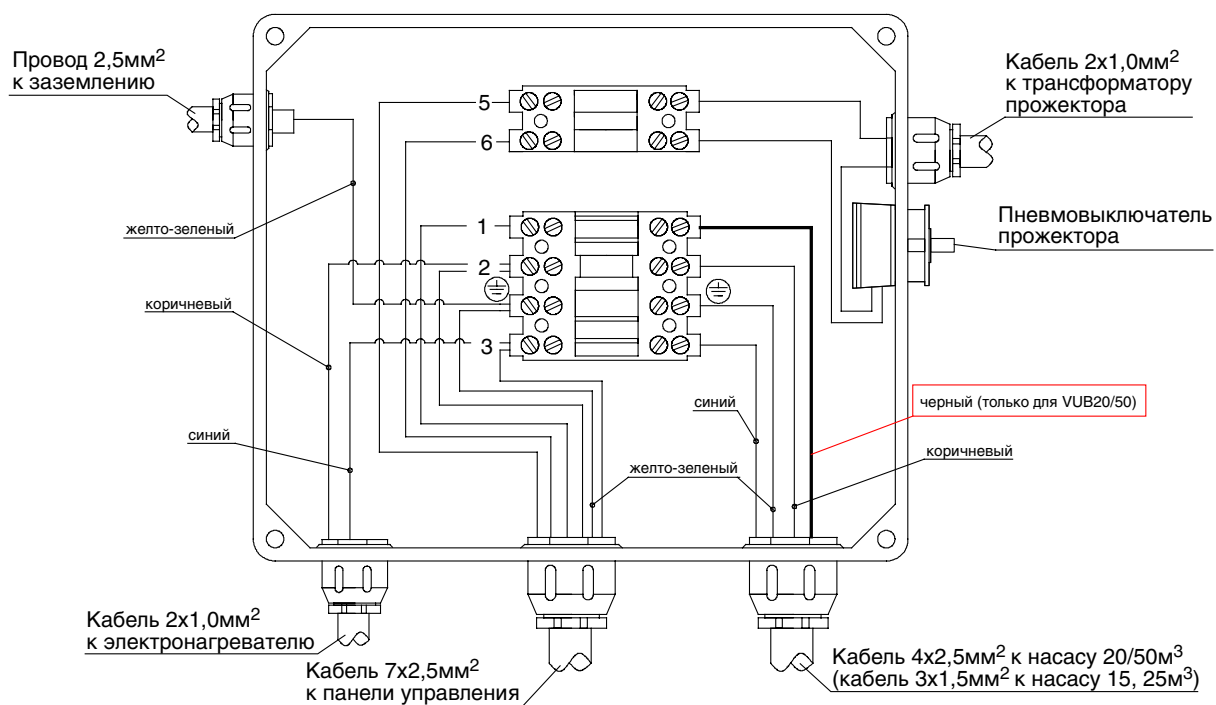 Провод 2,5мм²
к заземлению
Кабель 2х1,0мм²
к трансформатору
прожектора
5
6
Пневмовыключатель
прожектора
желто-зеленый
1
2
коричневый
3
черный (только для VUB20/50)
синий
синий
желто-зеленый
коричневый
Кабель 2х1,0мм²
к электронагревателю
Кабель 7х2,5мм²
к панели управления
Кабель 4х2,5мм² к насасу 20/50м³
(кабель 3х1,5мм² к насасу 15, 25м³)